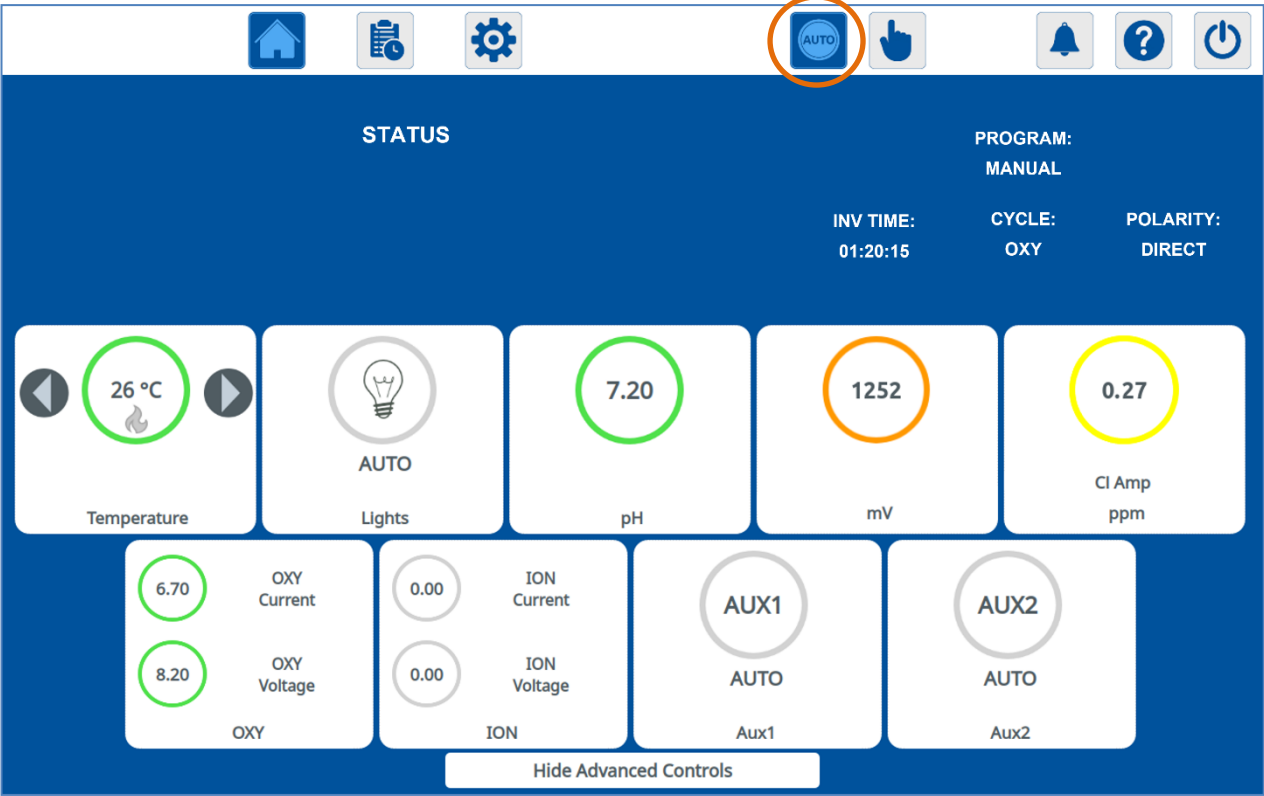 AUTO
?
STATUS
PROGRAM:
MANUAL
INV TIME:
CYCLE:
POLARITY:
01:20:15
OXY
DIRECT
26 °C
AUTO
Lights
Temperature
7.20
pH
1252
mV
0.27
Cl Amp
ppm
6.70
OXY
Current
8.20
OXY
Voltage
OXY
0.00
ION
Current
0.00
ION
Voltage
ION
AUX1
AUTO
Aux1
AUX2
AUTO
Aux2
Hide Advanced Controls